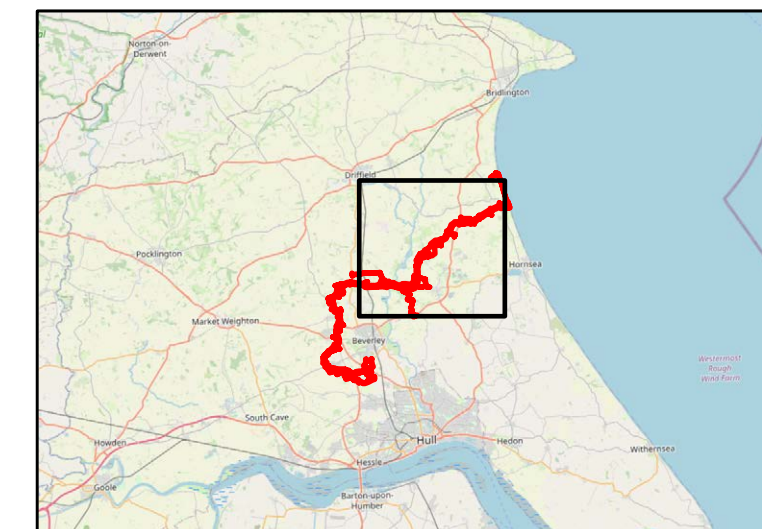 Norton-on-
Derwent
Bridlington
Driffield
Pocklington
Hornsea
Market Weighton
Beverley
Westermost
Rough
Wind Farm
South Cave
Howden
Hull
Hedon
Withernsea
Hessle
Goole
Barton-upon-
Humber